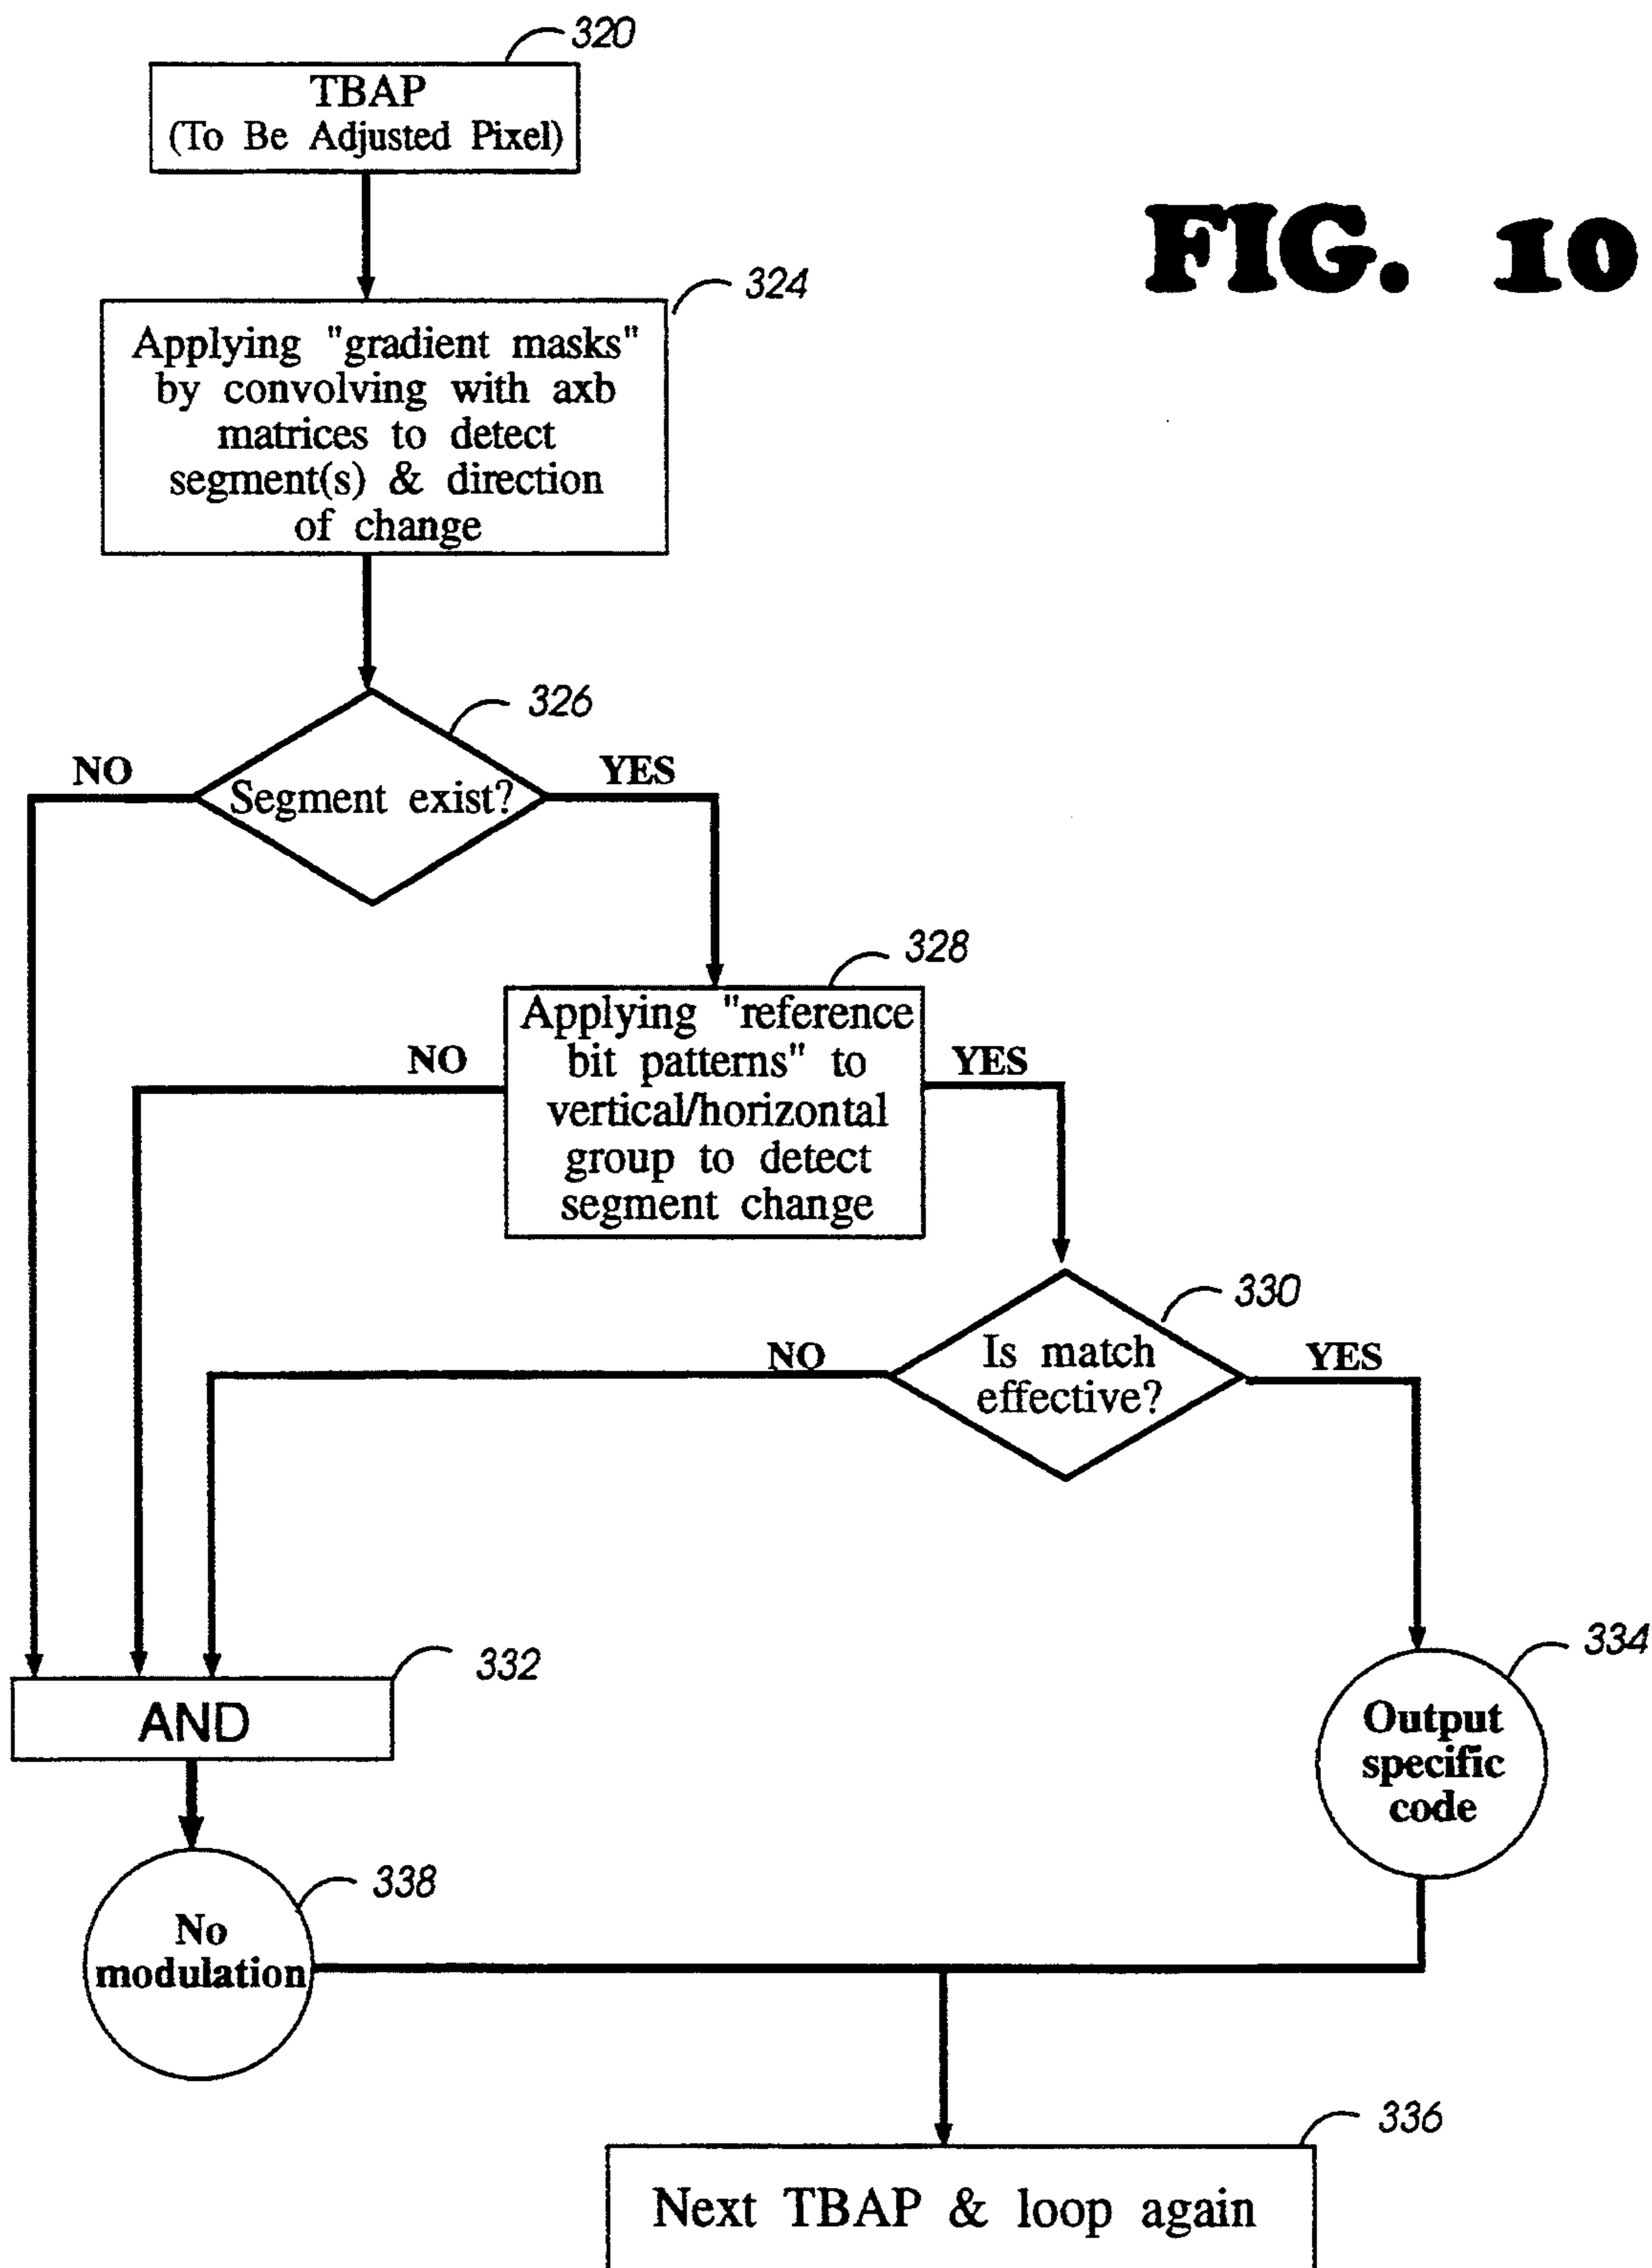 320
TBAP
(To Be Adjusted Pixel)
FIG. 10
324
Applying "gradient masks"
by convolving with axb
matrices to detect
segment(s) & direction
of change
326
NO
YES
Segment exist?
328
Applying "reference
bit patterns" to
vertical/horizontal
group to detect
segment change
NO
YES
330
Is match
effective?
NO
YES
332
AND
334
Output
specific
code
338
No
modulation
336
Next TBAP & loop again